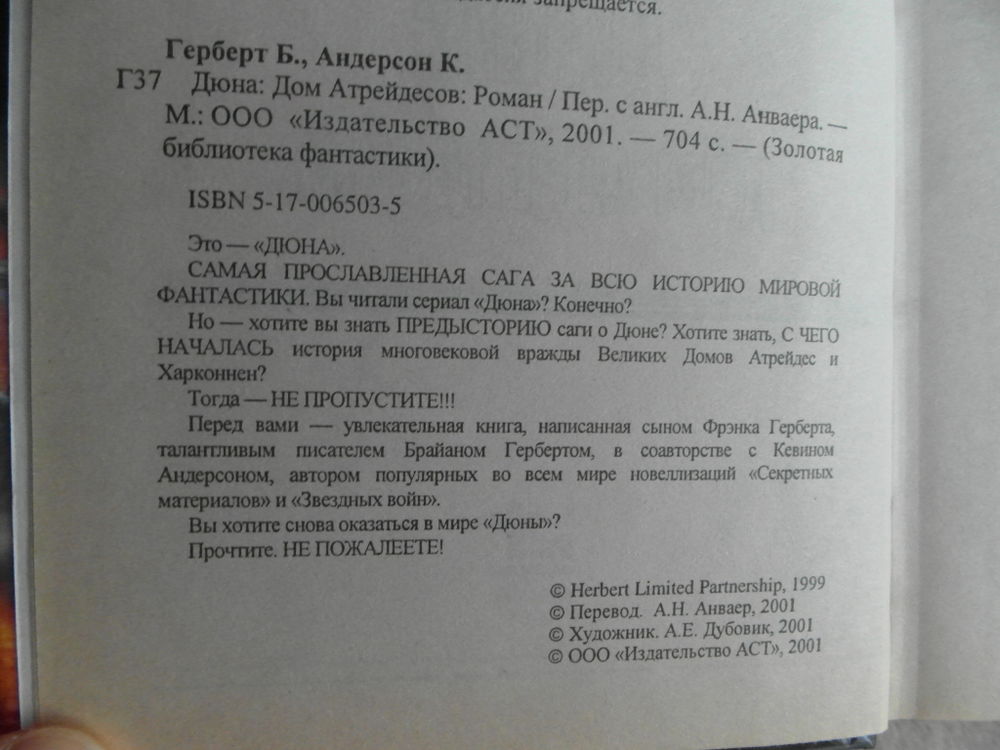 запрещается.
Герберт Б., Андерсон К.
Г37 Дюна: Дом Атрейдесов: Роман / Пер. с англ. А.Н. Анваера. —
М.: ООО «Издательство АСТ», 2001. — 704 с. — (Золотая
библиотека фантастики).
ISBN 5-17-006503-5
Это — «ДЮНА».
САМАЯ ПРОСЛАВЛЕННАЯ САГА ЗА ВСЮ ИСТОРИЮ МИРОВОЙ
ФАНТАСТИКИ. Вы читали сериал «Дюна»? Конечно?
Но — хотите вы знать ПРЕДЫСТОРИЮ саги о Дюне? Хотите знать, С ЧЕГО
НАЧАЛАСЬ история многовековой вражды Великих Домов Атрейдес и
Харконнен?
Тогда — НЕ ПРОПУСТИТЕ!!!
Перед вами — увлекательная книга, написанная сыном Фрэнка Герберта,
талантливым писателем Брайаном Гербертом, в соавторстве с Кевином
Андерсоном, автором популярных во всем мире новеллизаций «Секретных
материалов» и «Звездных войн».
Вы хотите снова оказаться в мире «Дюны»?
Прочтите. НЕ ПОЖАЛЕЕТЕ!
© Herbert Limited Partnership, 1999
© Перевод. А.Н. Анваер, 2001
© Художник. А.Е. Дубовик, 2001
© ООО «Издательство АСТ», 2001